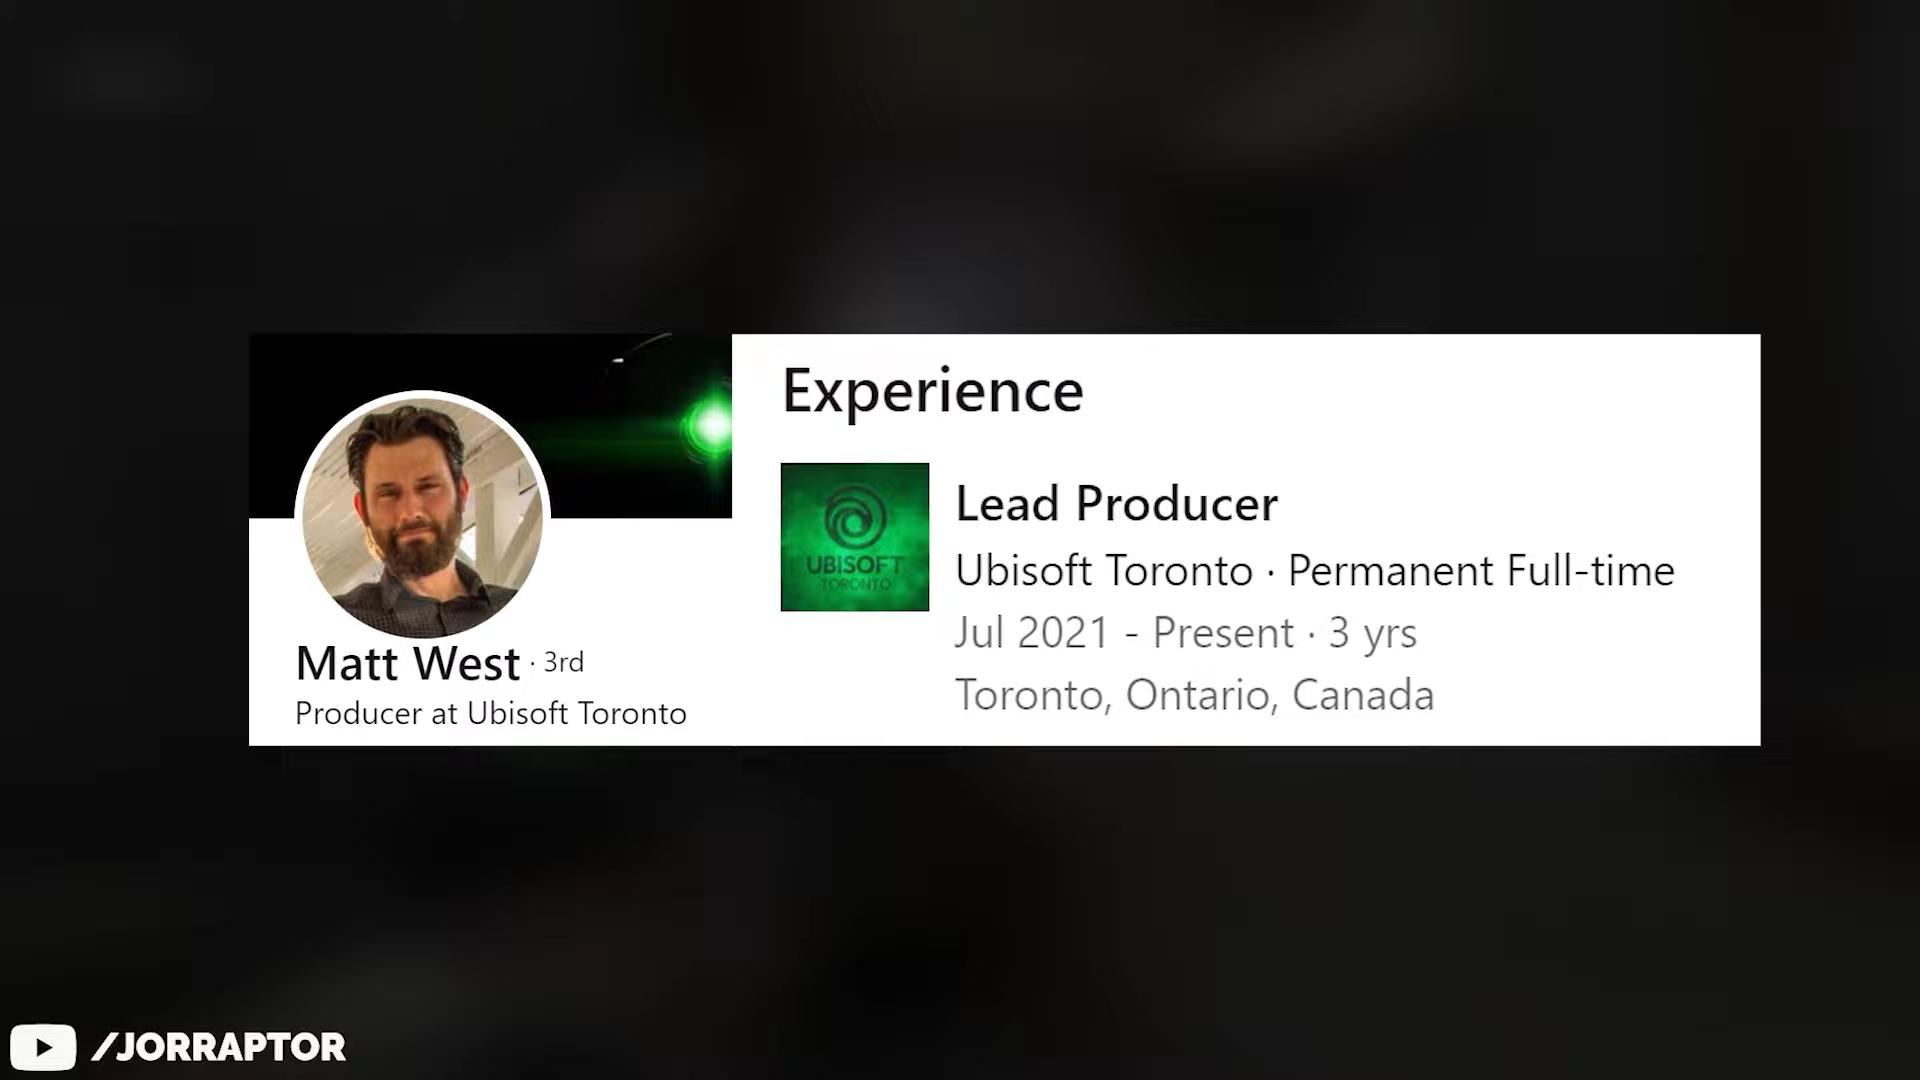 Experience
Lead Producer
UBISOFT
TORONTO
Ubisoft Toronto · Permanent Full-time
Jul 2021 - Present · 3 yrs
Toronto, Ontario, Canada
Matt West · 3rd
Producer at Ubisoft Toronto
/JORRAPTOR